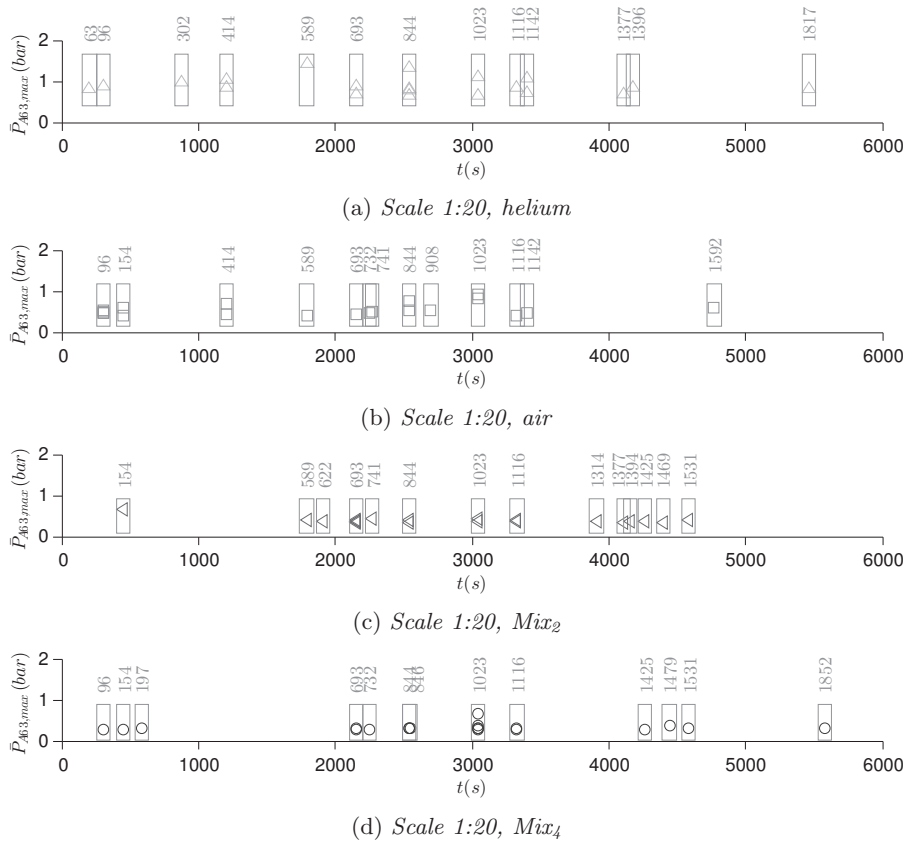 63 96 302 414 589 693 844 1023 1116 1142 1377 1396 1817
P̄A63,max (bar)
2
1
0
0 1000 2000 3000 4000 5000 6000
t(s)
(a) Scale 1:20, helium
96 154 414 589 693 732 741 844 908 1023 1116 1142 1592
P̄A63,max (bar)
2
1
0
0 1000 2000 3000 4000 5000 6000
t(s)
(b) Scale 1:20, air
154 589 622 693 741 844 1023 1116 1314 1377 1394 1425 1469 1531
P̄A63,max (bar)
2
1
0
0 1000 2000 3000 4000 5000 6000
t(s)
(c) Scale 1:20, Mix2
96 154 197 693 732 844 846 1023 1116 1425 1479 1531 1852
P̄A63,max (bar)
2
1
0
0 1000 2000 3000 4000 5000 6000
t(s)
(d) Scale 1:20, Mix4